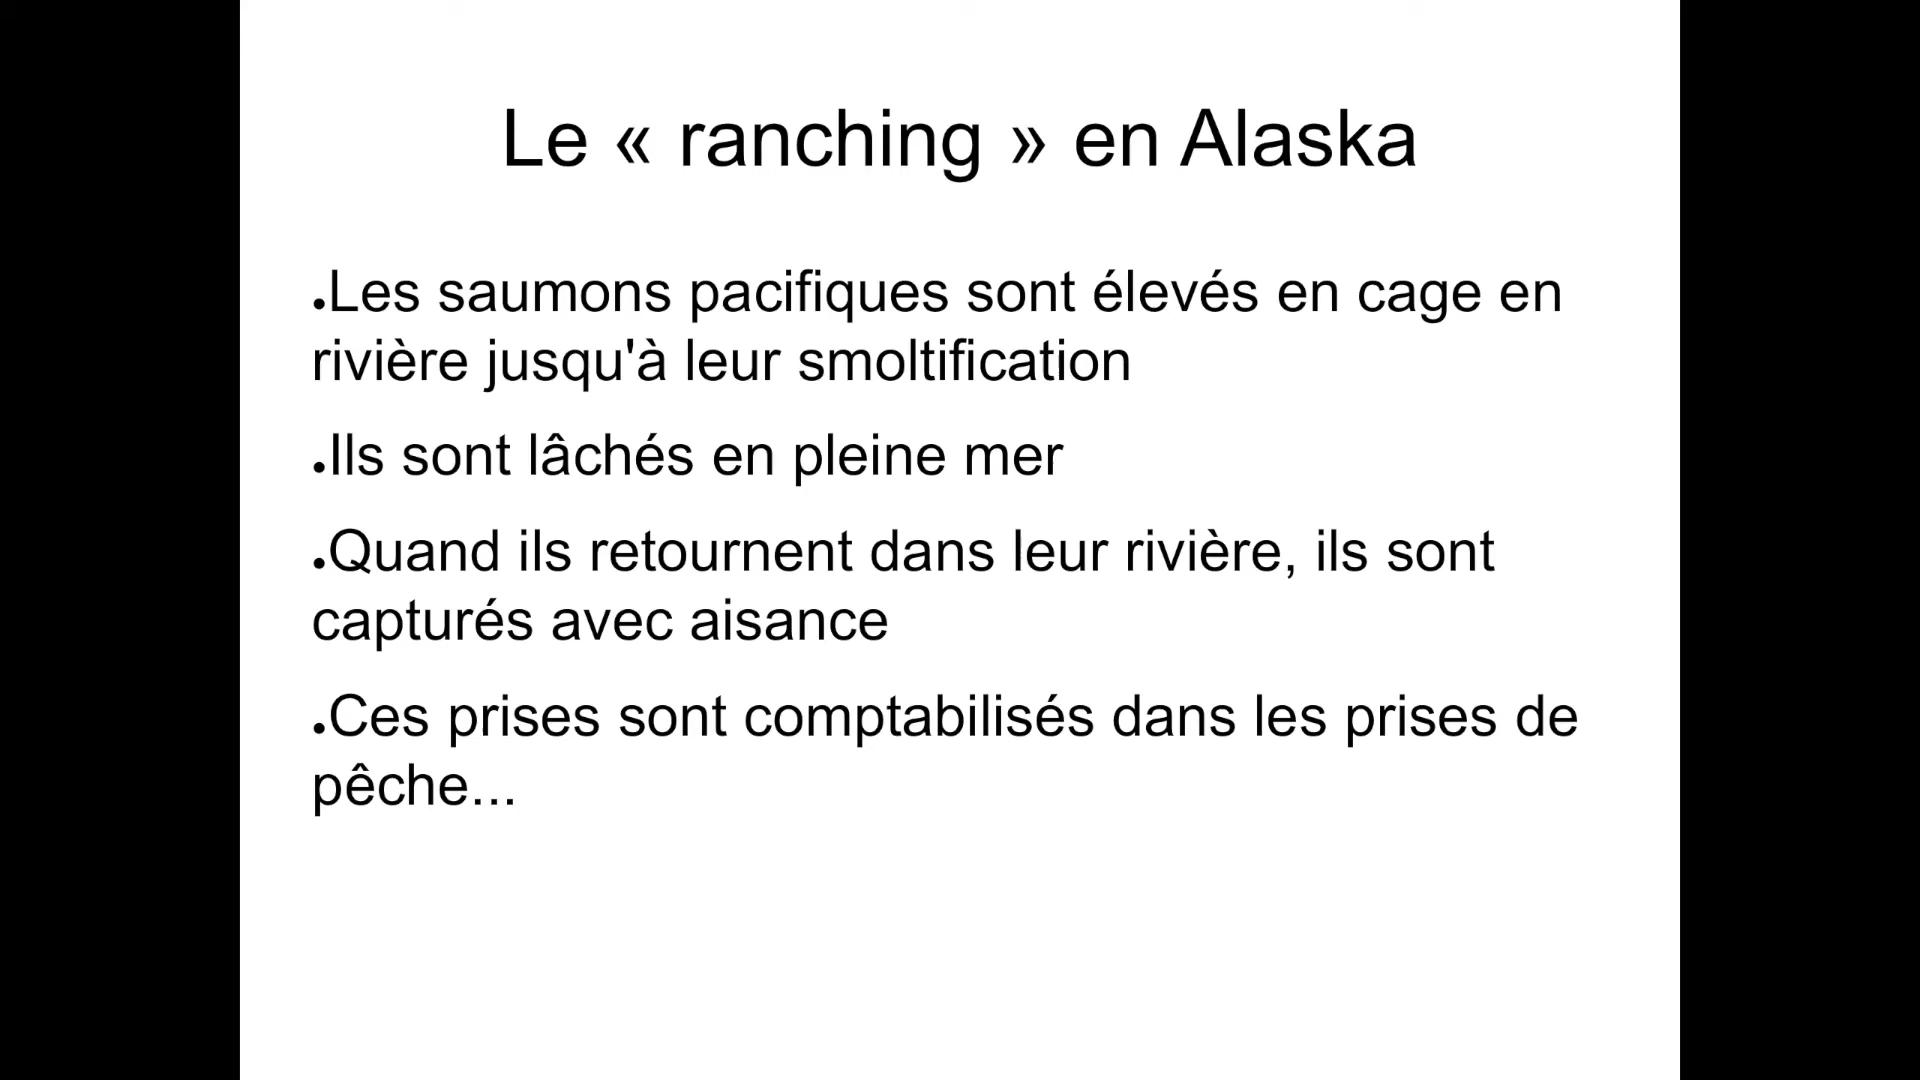 Le « ranching » en Alaska
●Les saumons pacifiques sont élevés en cage en
rivière jusqu'à leur smoltification
●Ils sont lâchés en pleine mer
●Quand ils retournent dans leur rivière, ils sont
capturés avec aisance
●Ces prises sont comptabilisés dans les prises de
pêche...